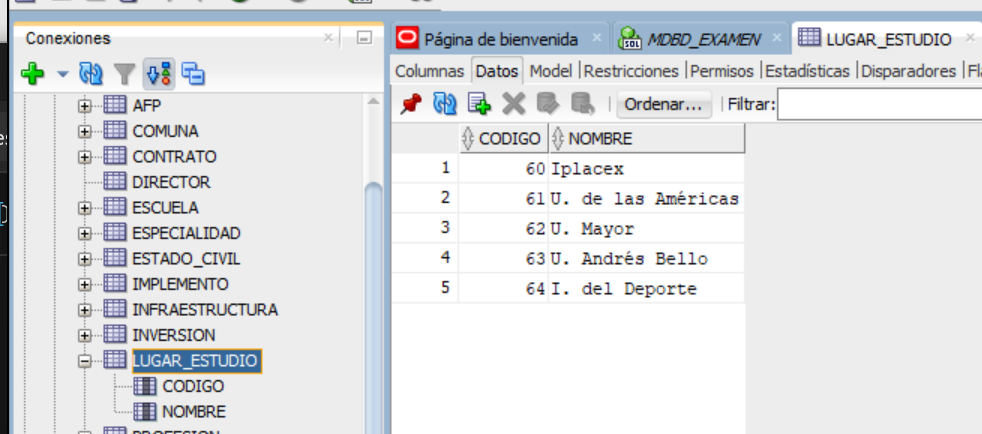 Conexiones
AFP
COMUNA
CONTRATO
DIRECTOR
ESCUELA
ESPECIALIDAD
ESTADO_CIVIL
IMPLEMENTO
INFRAESTRUCTURA
INVERSION
LUGAR_ESTUDIO
CODIGO
NOMBRE
Página de bienvenida MDBD_EXAMEN LUGAR_ESTUDIO
Columnas Datos Model |Restricciones |Permisos |Estadísticas |Disparadores |
Ordenar... Filtrar:
CODIGO NOMBRE
1 60 Iplacex
2 61 U. de las Américas
3 62 U. Mayor
4 63 U. Andrés Bello
5 64 I. del Deporte